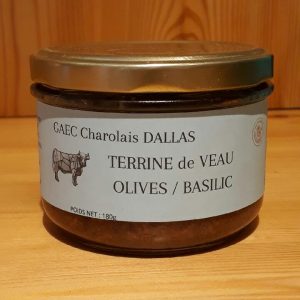 GAEC Charolais DALLAS
TERRINE de VEAU
OLIVES / BASILIC
POIDS NET : 180g